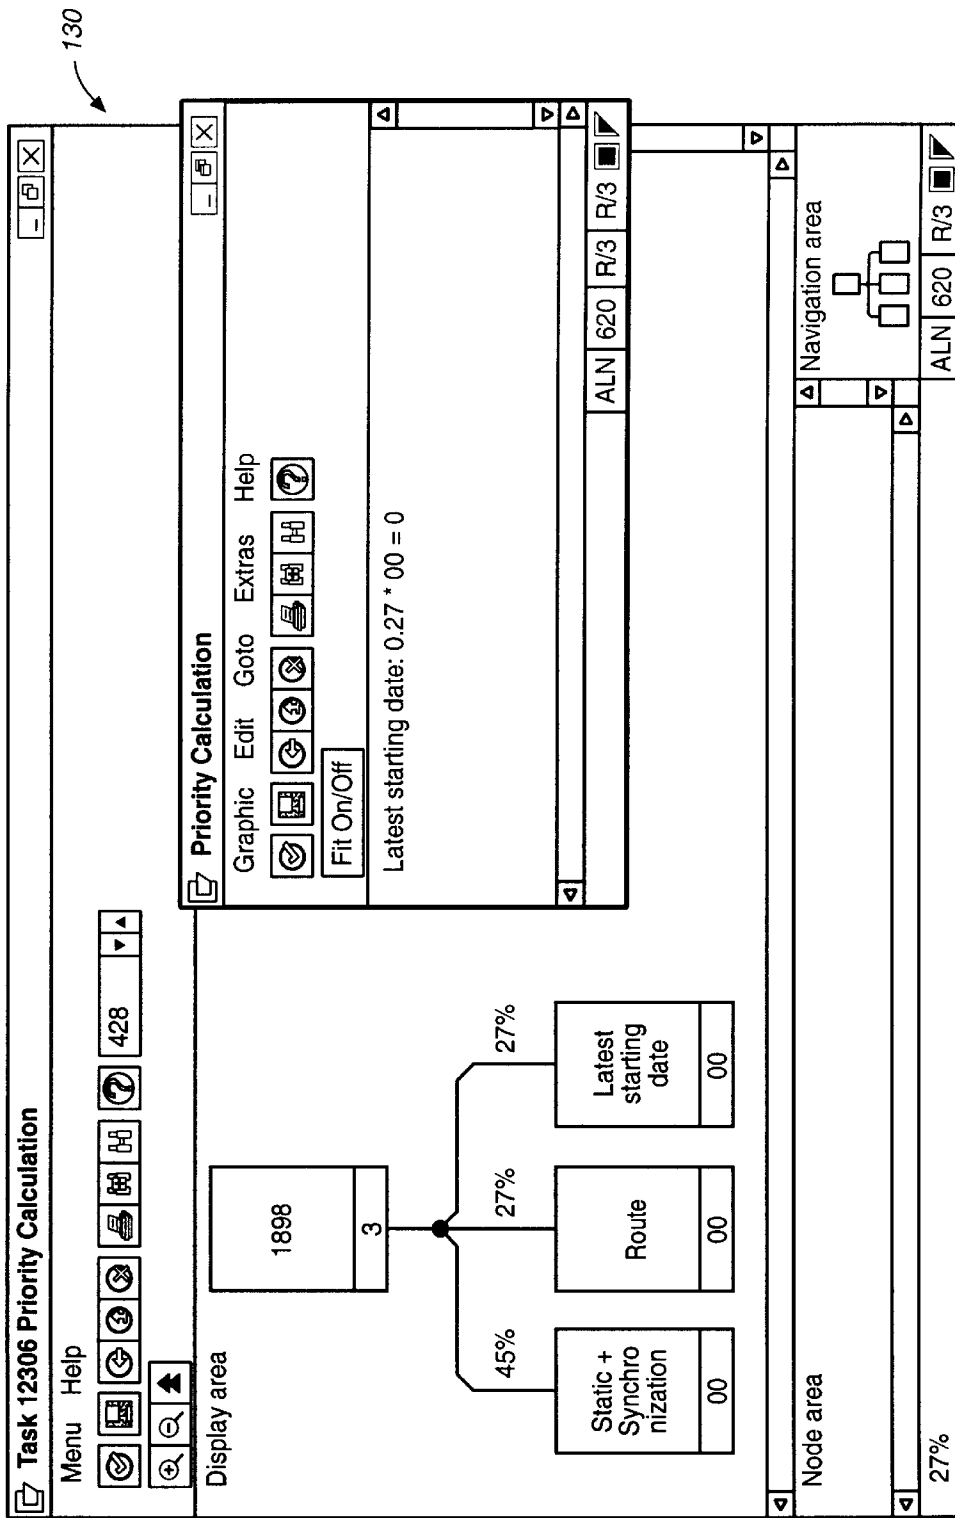 130
Task 12306 Priority Calculation
Menu Help
428
Display area
1898
3
45%
27%
27%
Static +
Synchro
nization
00
Route
00
Latest
starting
date
00
Priority Calculation
Graphic Edit Goto Extras Help
Fit On/Off
Latest starting date: 0.27 * 00 = 0
ALN 620 R/3 R/3
Node area
Navigation area
27%
ALN 620 R/3